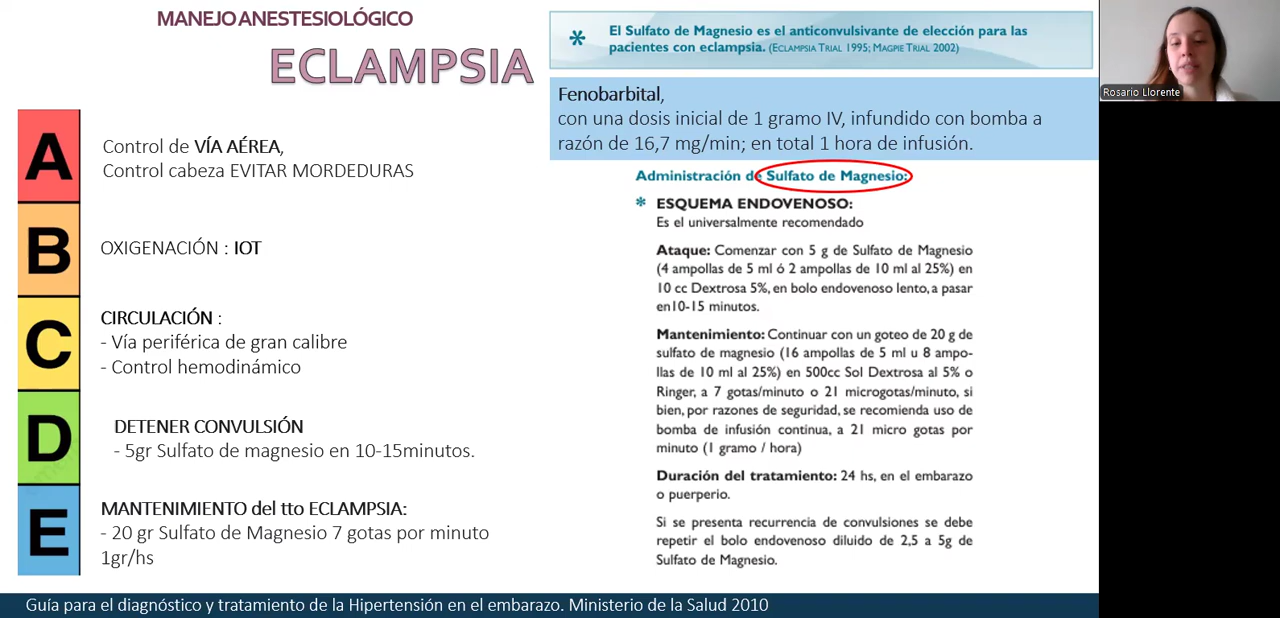 MANEJO ANESTESIOLÓGICO
ECLAMPSIA
A
Control de VÍA AÉREA,
Control cabeza EVITAR MORDEDURAS
B
OXIGENACIÓN : IOT
C
CIRCULACIÓN :
- Vía periférica de gran calibre
- Control hemodinámico
D
DETENER CONVULSIÓN
- 5gr Sulfato de magnesio en 10-15minutos.
E
MANTENIMIENTO del tto ECLAMPSIA:
- 20 gr Sulfato de Magnesio 7 gotas por minuto
1gr/hs
* El Sulfato de Magnesio es el anticonvulsivante de elección para las
pacientes con eclampsia. (ECLAMPSIA TRIAL 1995; MAGPIE TRIAL 2002)
Fenobarbital,
con una dosis inicial de 1 gramo IV, infundido con bomba a
razón de 16,7 mg/min; en total 1 hora de infusión.
Administración de Sulfato de Magnesio:
* ESQUEMA ENDOVENOSO:
Es el universalmente recomendado
Ataque: Comenzar con 5 g de Sulfato de Magnesio
(4 ampollas de 5 ml ó 2 ampollas de 10 ml al 25%) en
10 cc Dextrosa 5%, en bolo endovenoso lento, a pasar
en10-15 minutos.
Mantenimiento: Continuar con un goteo de 20 g de
sulfato de magnesio (16 ampollas de 5 ml u 8 ampo-
llas de 10 ml al 25%) en 500cc Sol Dextrosa al 5% o
Ringer, a 7 gotas/minuto o 21 microgotas/minuto, si
bien, por razones de seguridad, se recomienda uso de
bomba de infusión continua, a 21 micro gotas por
minuto (1 gramo / hora)
Duración del tratamiento: 24 hs, en el embarazo
o puerperio.
Si se presenta recurrencia de convulsiones se debe
repetir el bolo endovenoso diluido de 2,5 a 5g de
Sulfato de Magnesio.
Guía para el diagnóstico y tratamiento de la Hipertensión en el embarazo. Ministerio de la Salud 2010
Rosario Llorente